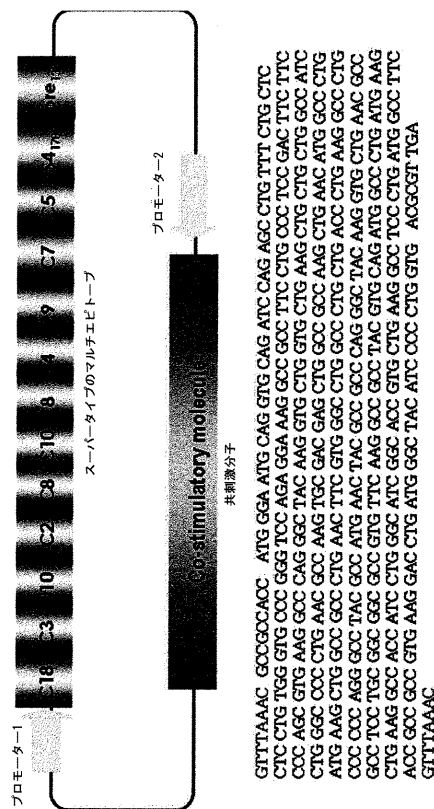 プロモーター1
C18 C3 10 C2 C8 C10 8 4 9 C7 C5 4₁₇₀ ore₁₃
スーパータイプのマルチエピトープ
プロモーター2
Co-stimulatory molecule
共刺激分子
GTTTAAAC GCCGCCACC ATG GGA ATG CAG GTG CAG ATC CAG AGC CTG TTT CTG CTC
CTC CTG TGG GTG CCC GGG TCC AGA GGA AAG GCC GCC TTC CTG CCC TCC GAC TTC TTC
CCC AGC GTG AAG GCC CAG GGC TAC AAG GTG CTG GTG CTG AAG CTG CTG GCC ATC
CTG GGC CCC CTG AAC GCC AAG TGC GAC GAG CTG GCC GCC AAG CTG AAC ATG GCC CTG
ATG AAG CTG GCC GCC CTG AAC TTC GTG GCC CTG GCC CTG ACC CTG AAG GCC CTG
CCC CCC AGG GCC TAC GCC ATG AAC TAC GCC CAG GGC TAC AAG GTG CTG AAC GCC
GCC TCC TGC GGC GCC GTG TTC AAG GCC GCC TAC GTG CAG ATG GCC CTG ATG AAG
CTG AAG GCC ACC ATC CTG GGC ATC GGC ACC GTG CTG AAG GCC TCC CTG ATG GCC TTC
ACC GCC GCC GTG AAG GAC CTG ATG GGC TAC ATC CCC CTG GTG ACGCGT TGA
GTTTAAAC